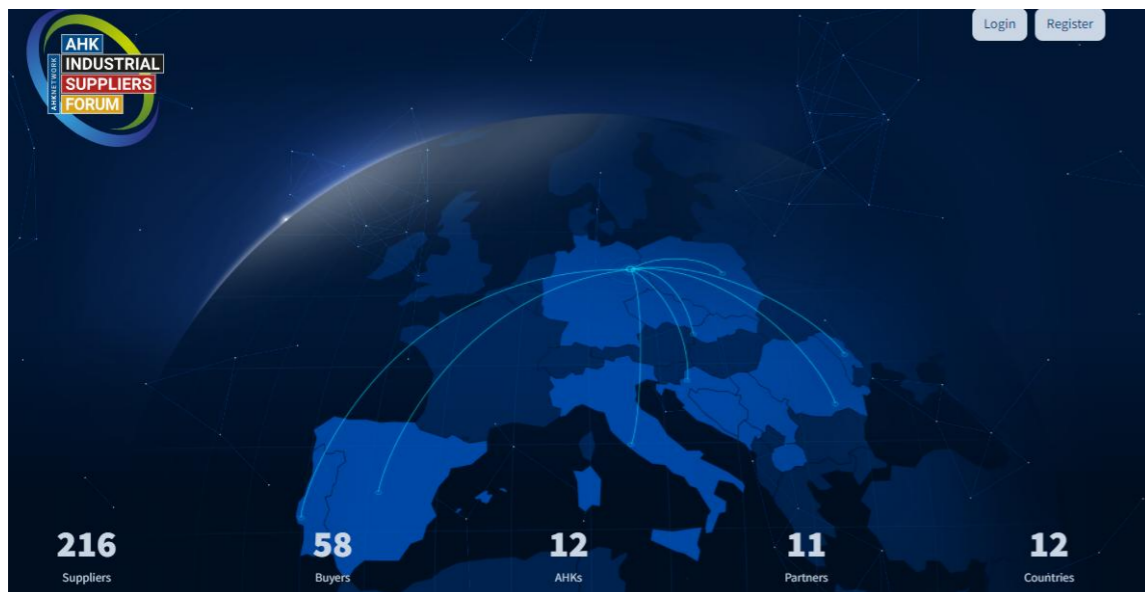 Login
Register
AHK
INDUSTRIAL
SUPPLIERS
FORUM
AHKNETWORK
216
Suppliers
58
Buyers
12
AHKs
11
Partners
12
Countries